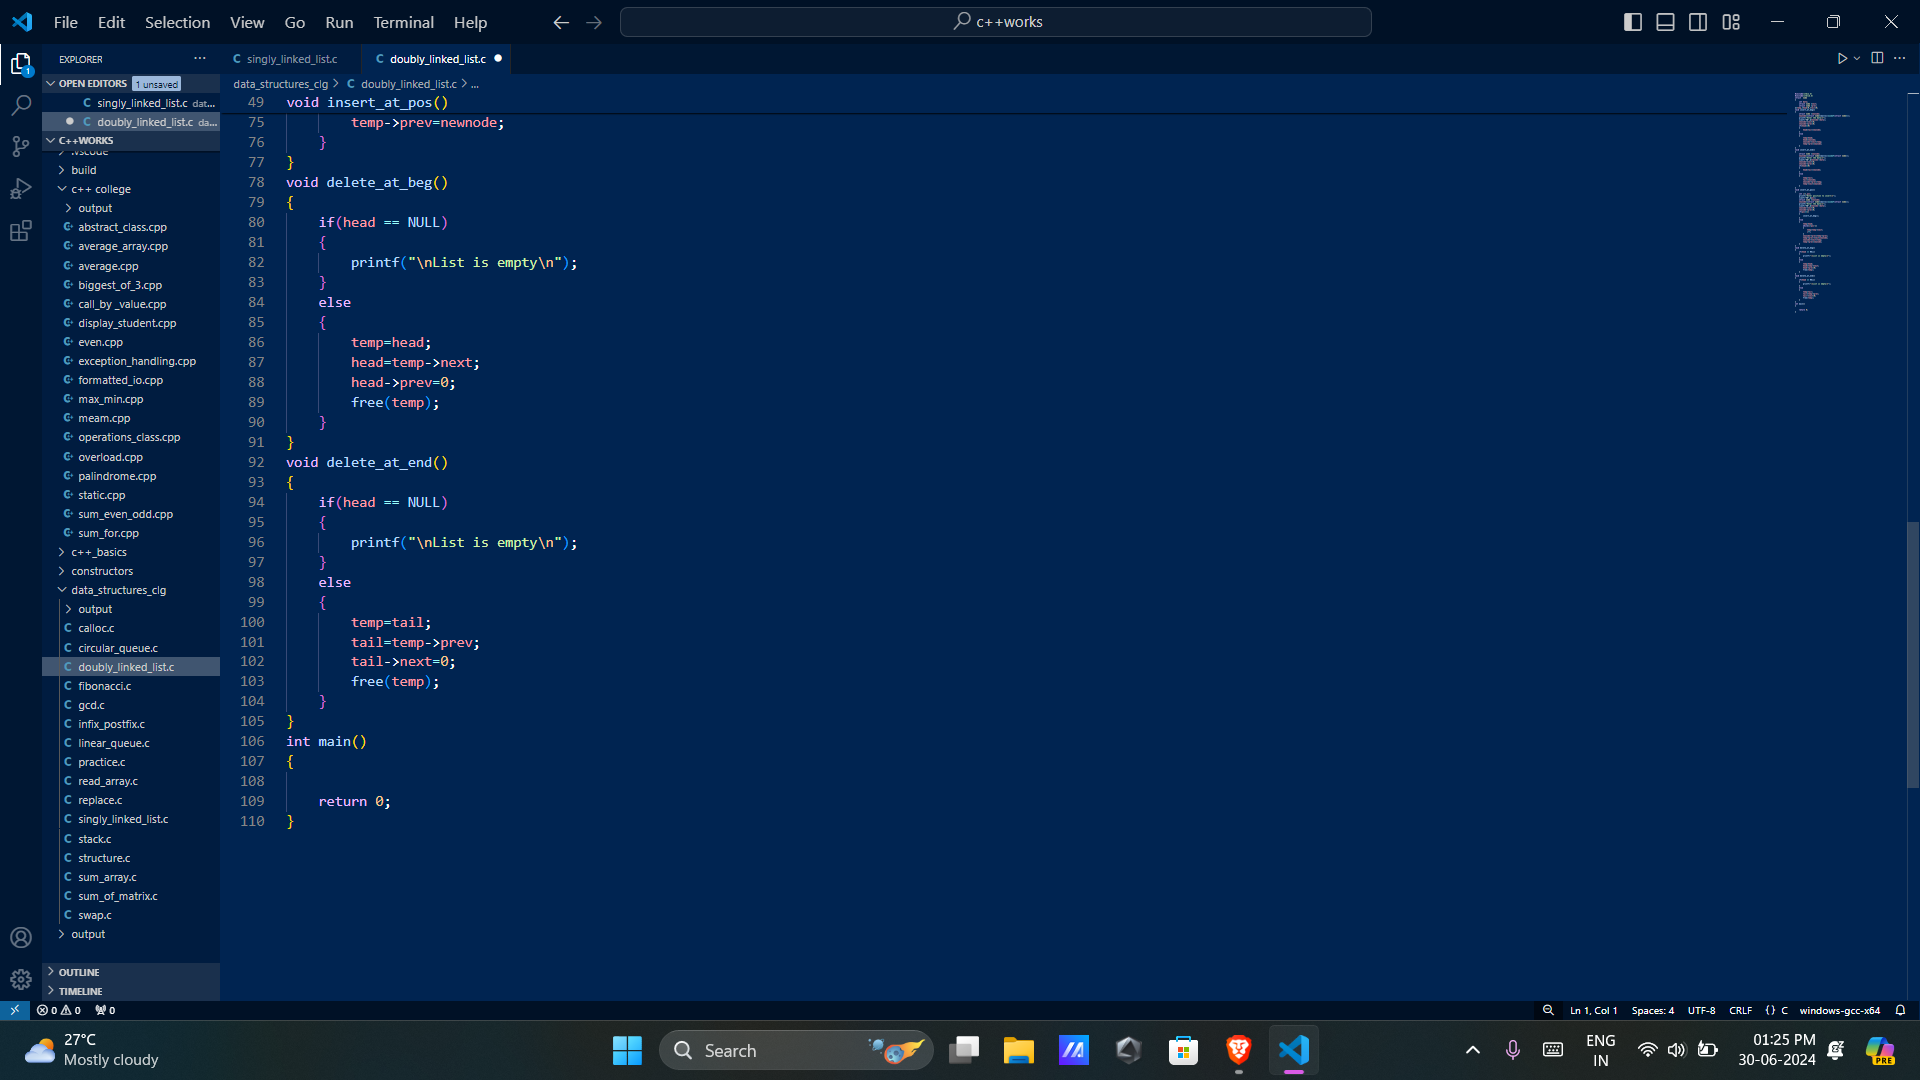 File Edit Selection View Go Run Terminal Help
c++works
EXPLORER
OPEN EDITORS 1 unsaved
singly_linked_list.c dat...
doubly_linked_list.c da...
C++WORKS
.vscode
build
c++ college
output
abstract_class.cpp
average_array.cpp
average.cpp
biggest_of_3.cpp
call_by _value.cpp
display_student.cpp
even.cpp
exception_handling.cpp
formatted_io.cpp
max_min.cpp
meam.cpp
operations_class.cpp
overload.cpp
palindrome.cpp
static.cpp
sum_even_odd.cpp
sum_for.cpp
c++_basics
constructors
data_structures_clg
output
calloc.c
circular_queue.c
doubly_linked_list.c
fibonacci.c
gcd.c
infix_postfix.c
linear_queue.c
practice.c
read_array.c
replace.c
singly_linked_list.c
stack.c
structure.c
sum_array.c
sum_of_matrix.c
swap.c
output
OUTLINE
TIMELINE
singly_linked_list.c doubly_linked_list.c
data_structures_clg > C doubly_linked_list.c > ...
49 void insert_at_pos()
75 temp->prev=newnode;
76 }
77 }
78 void delete_at_beg()
79 {
80 if(head == NULL)
81 {
82 printf("\nList is empty\n");
83 }
84 else
85 {
86 temp=head;
87 head=temp->next;
88 head->prev=0;
89 free(temp);
90 }
91 }
92 void delete_at_end()
93 {
94 if(head == NULL)
95 {
96 printf("\nList is empty\n");
97 }
98 else
99 {
100 temp=tail;
101 tail=temp->prev;
102 tail->next=0;
103 free(temp);
104 }
105 }
106 int main()
107 {
108
109 return 0;
110 }
0 0 0 Ln 1, Col 1 Spaces: 4 UTF-8 CRLF {} C windows-gcc-x64
27°C
Mostly cloudy
Search
ENG
IN
01:25 PM
30-06-2024
PRE